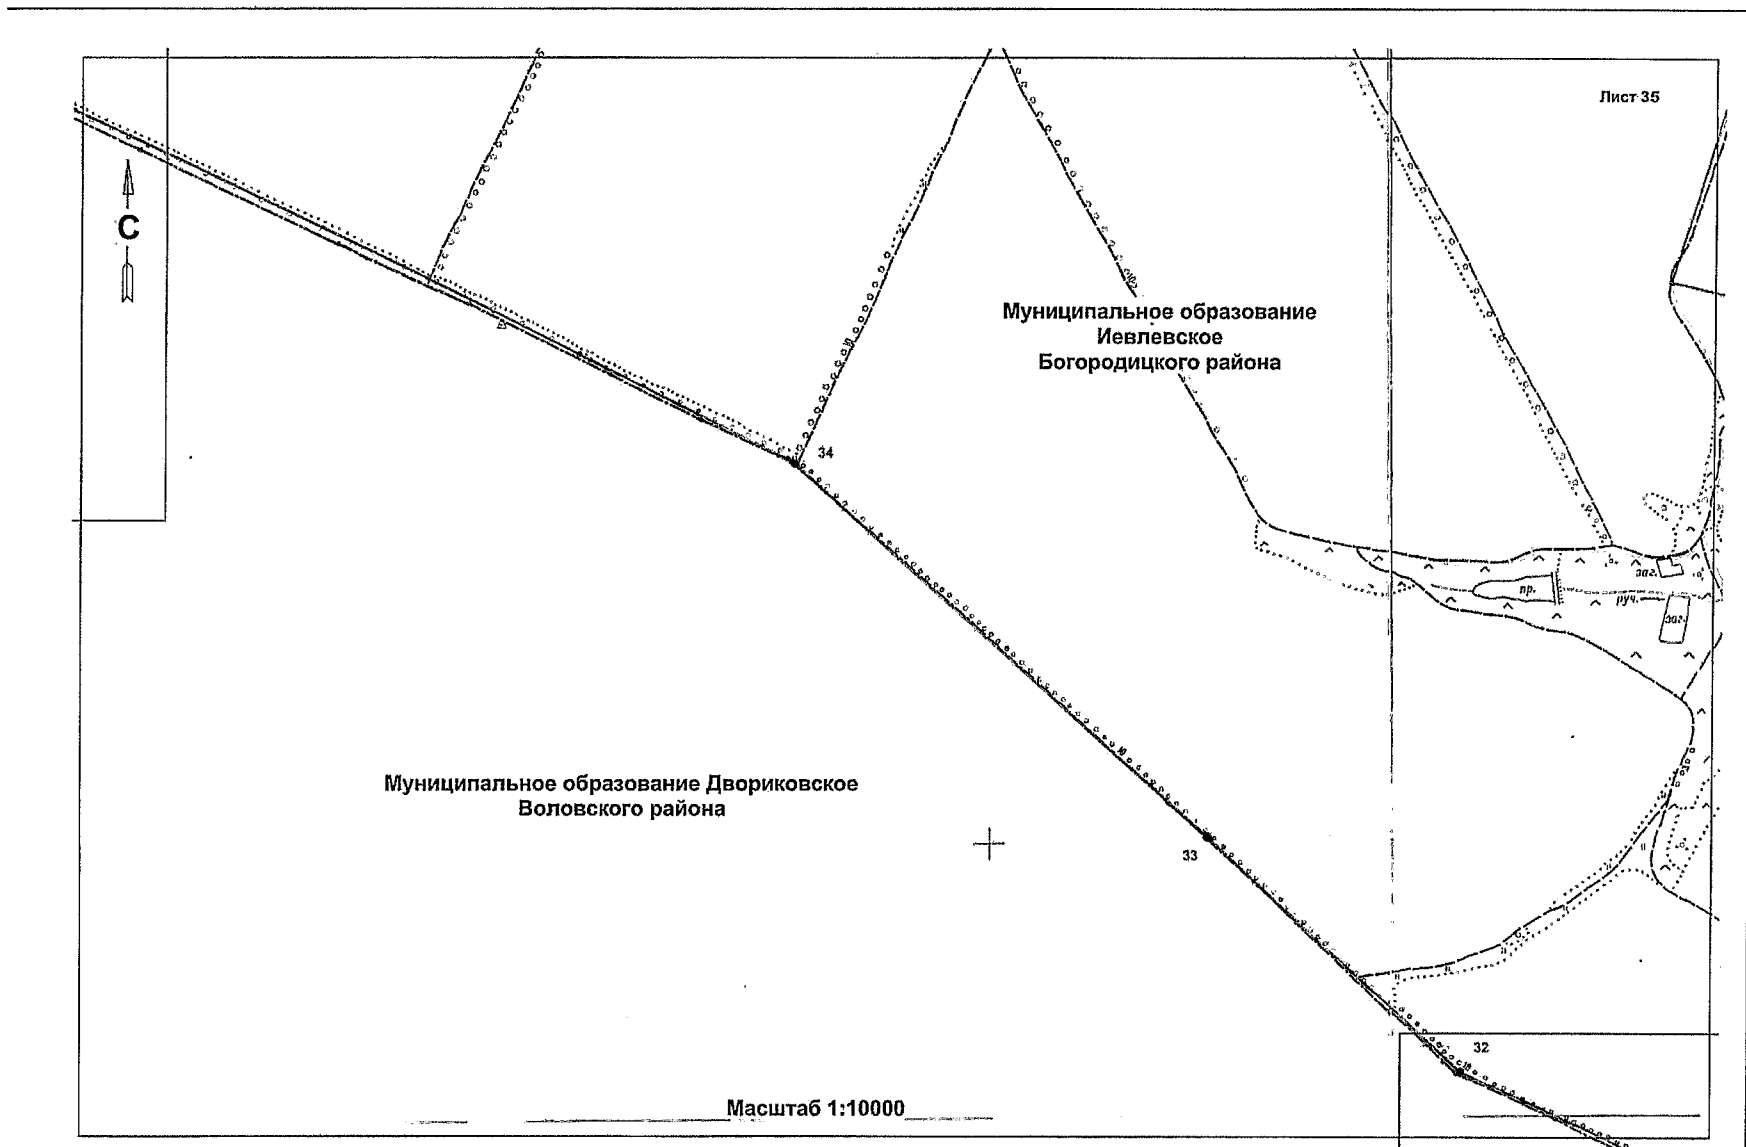 Лист 35
С
Муниципальное образование
Иевлевское
Богородицкого района
34
заг.
пр.
руч.
заг.
Муниципальное образование Двориковское
Воловского района
33
32
Масштаб 1:10000